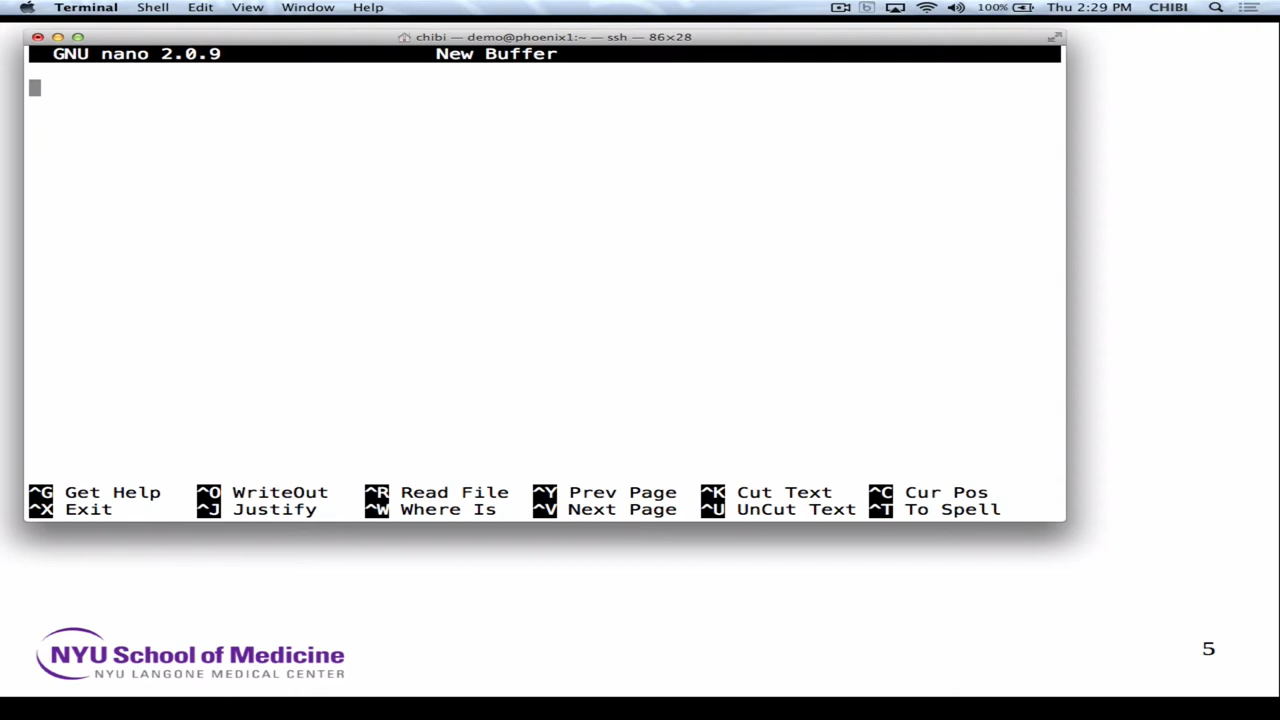 Terminal Shell Edit View Window Help 100% Thu 2:29 PM CHIBI
chibi — demo@phoenix1:~ — ssh — 86×28
GNU nano 2.0.9 New Buffer
^G Get Help ^O WriteOut ^R Read File ^Y Prev Page ^K Cut Text ^C Cur Pos
^X Exit ^J Justify ^W Where Is ^V Next Page ^U UnCut Text ^T To Spell
NYU School of Medicine
NYU LANGONE MEDICAL CENTER
5